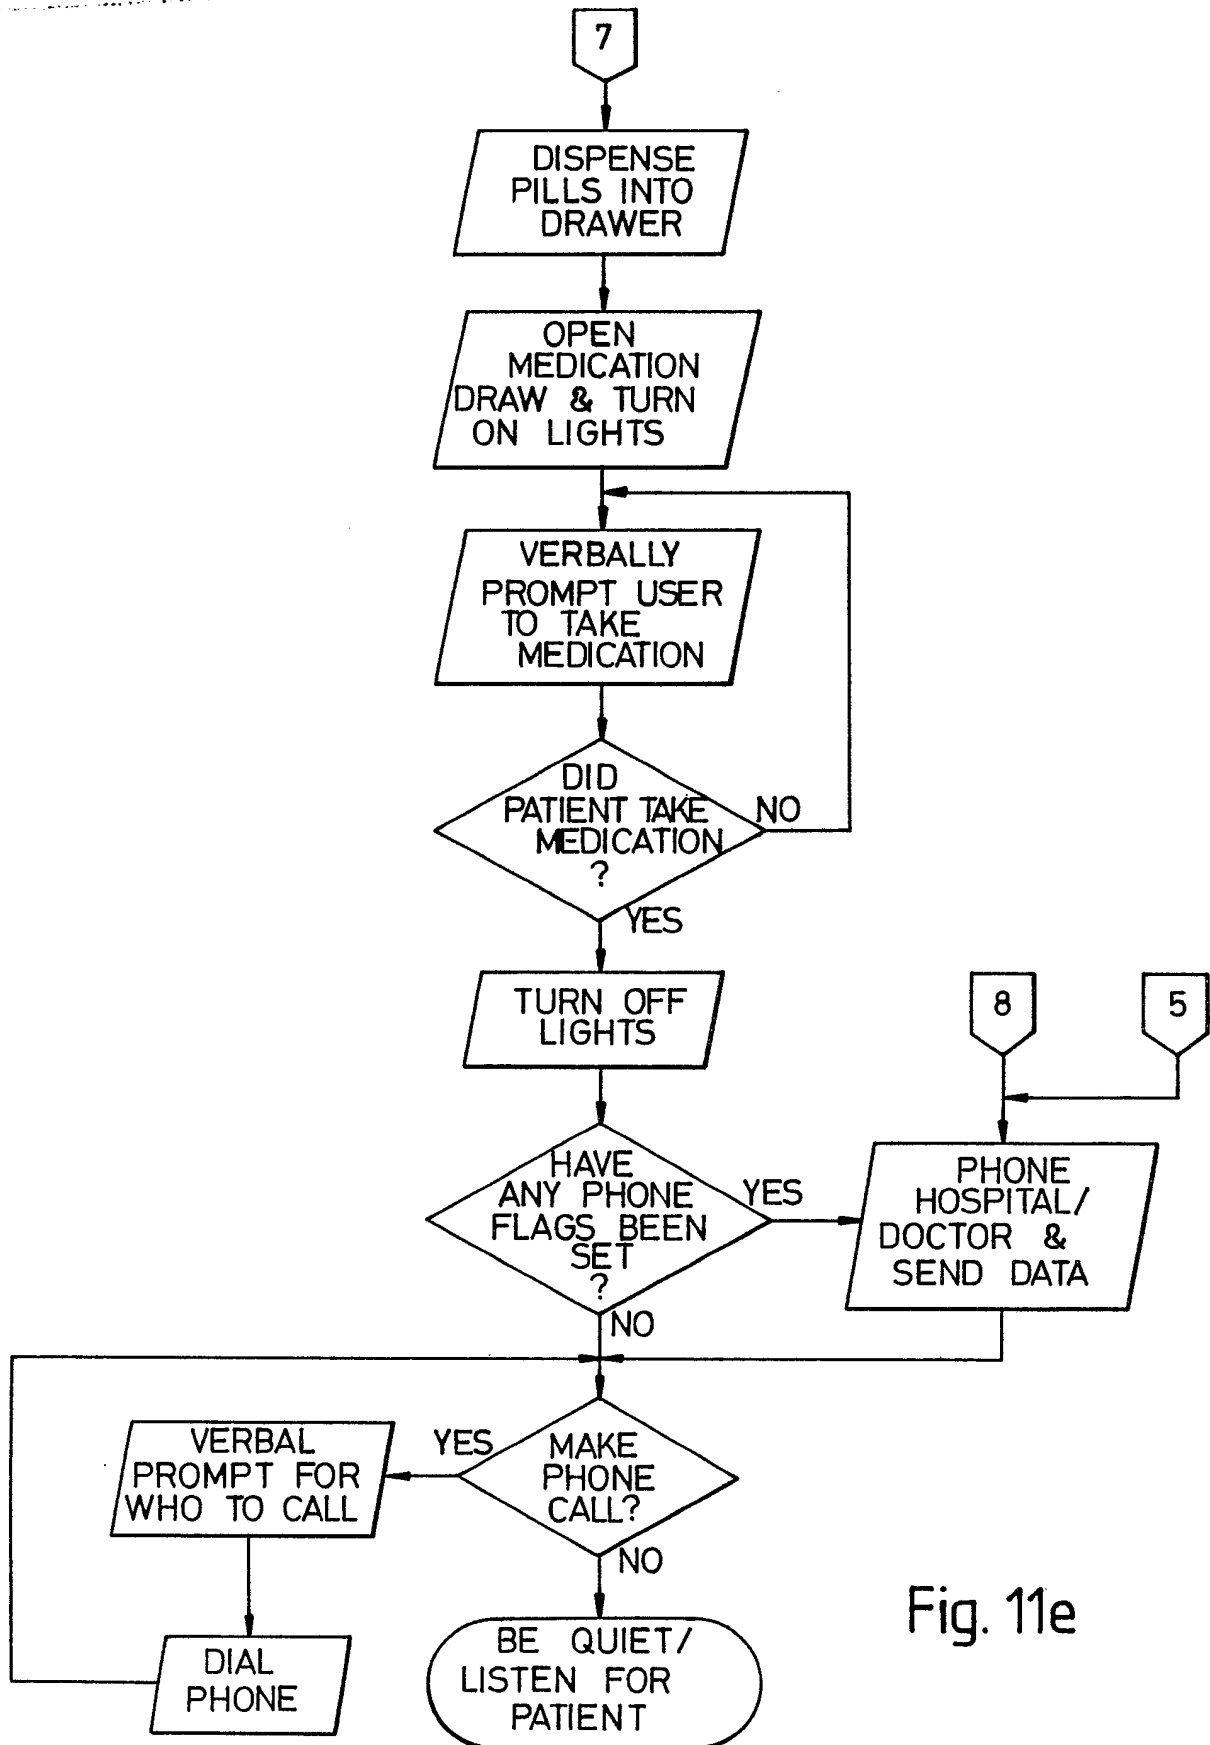 7
DISPENSE
PILLS INTO
DRAWER
OPEN
MEDICATION
DRAW & TURN
ON LIGHTS
VERBALLY
PROMPT USER
TO TAKE
MEDICATION
DID
PATIENT TAKE
MEDICATION
?
NO
YES
TURN OFF
LIGHTS
8
5
HAVE
ANY PHONE
FLAGS BEEN
SET
?
YES
NO
PHONE
HOSPITAL/
DOCTOR &
SEND DATA
MAKE
PHONE
CALL?
YES
NO
VERBAL
PROMPT FOR
WHO TO CALL
DIAL
PHONE
BE QUIET/
LISTEN FOR
PATIENT
Fig. 11e